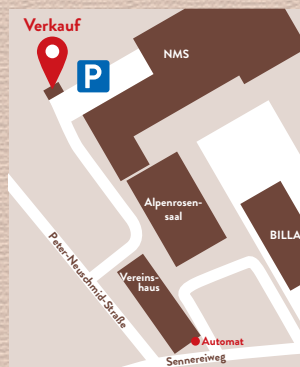 Verkauf
P
NMS
Alpenrosen-
saal
BILLA
Peter-Neuschmid-Straße
Vereins-
haus
Automat
Sennereiweg